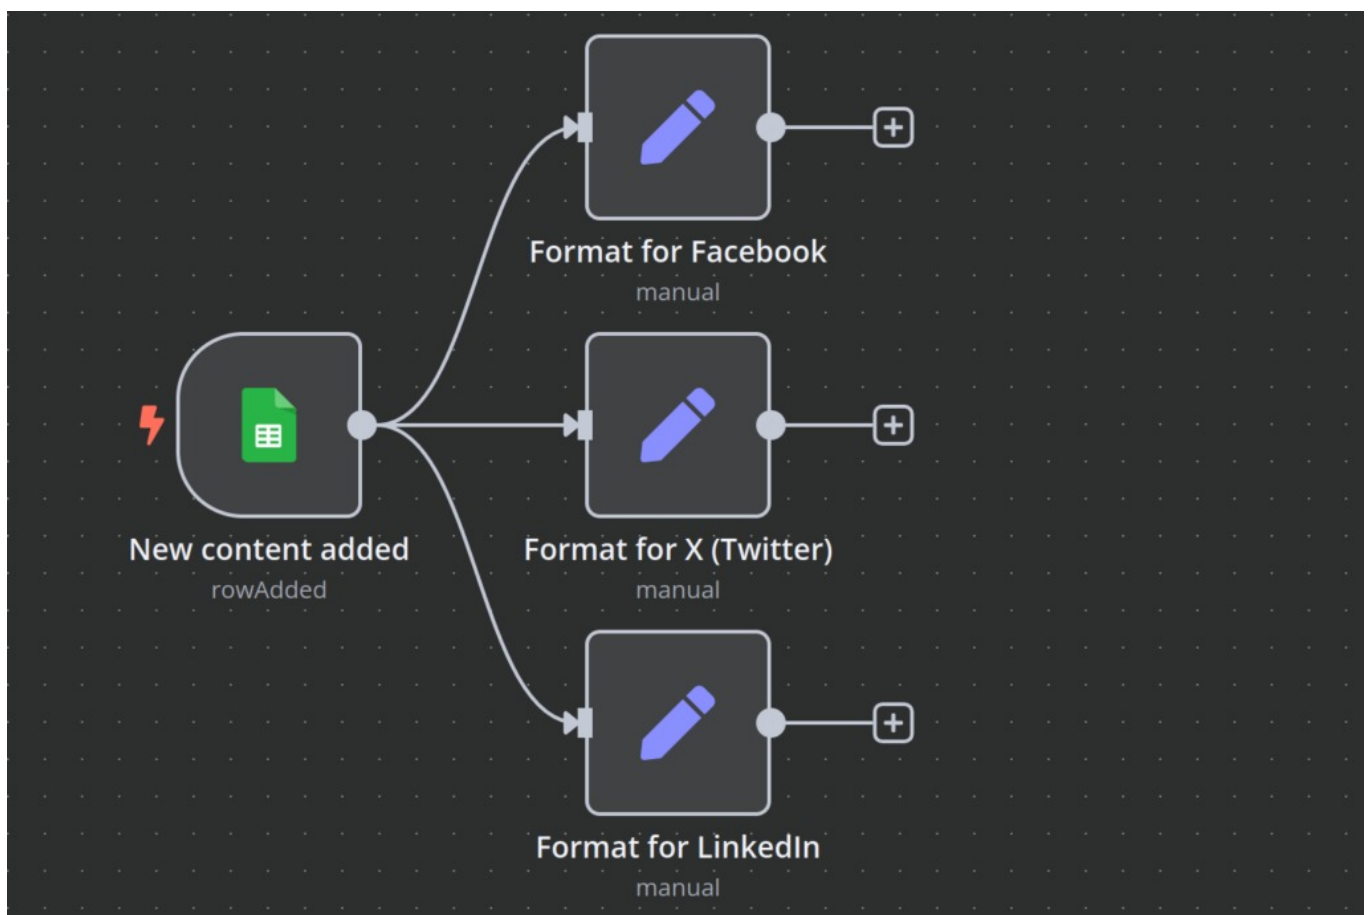 Format for Facebook
manual
New content added
rowAdded
Format for X (Twitter)
manual
Format for LinkedIn
manual